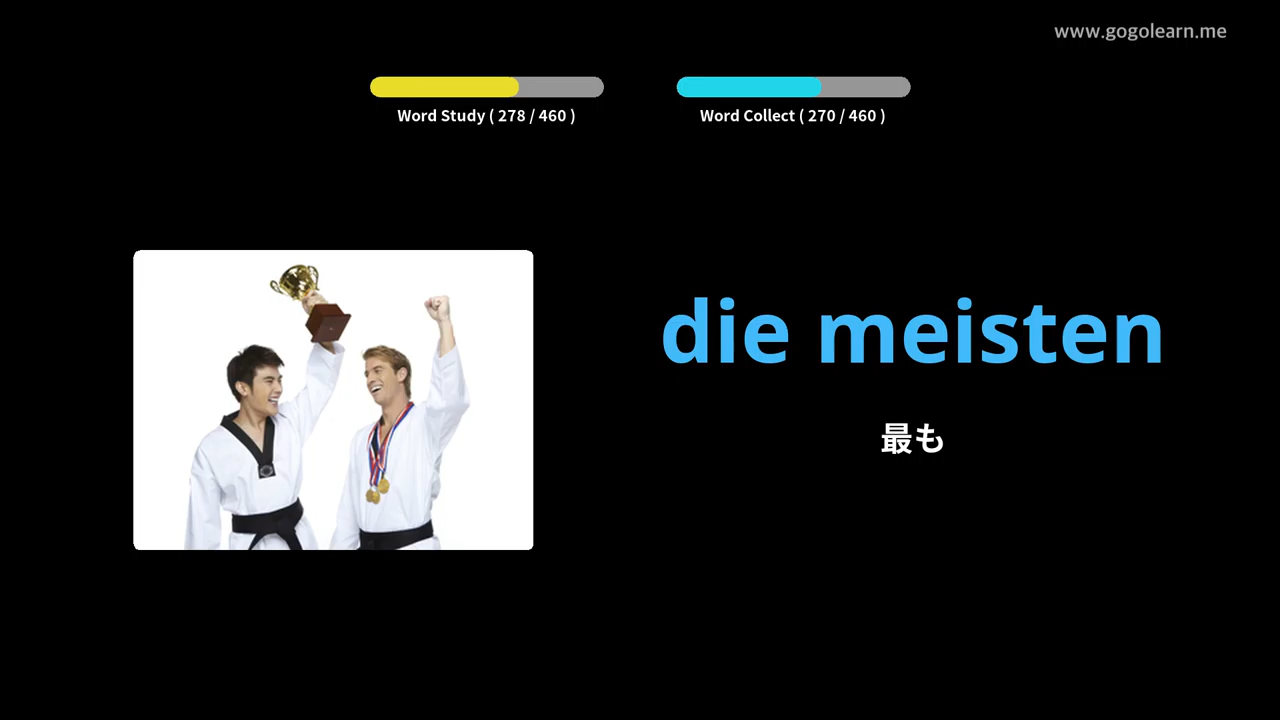 www.gogolearn.me
Word Study ( 278 / 460 )
Word Collect ( 270 / 460 )
die meisten
最も